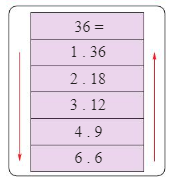 36 =
1 . 36
2 . 18
3 . 12
4 . 9
6 . 6